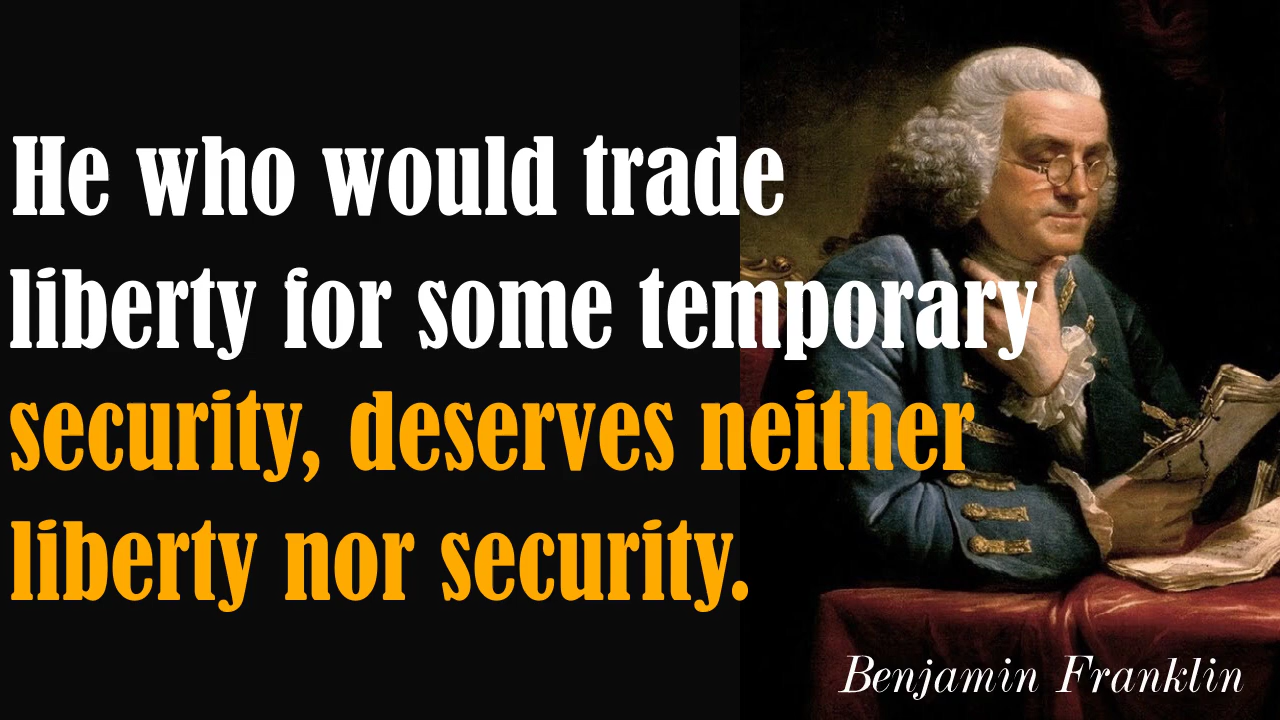 He who would trade
liberty for some temporary
security, deserves neither
liberty nor security.
Benjamin Franklin